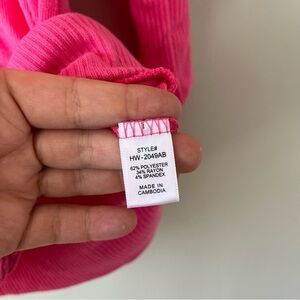 STYLE#
HW-2049AB
62% POLYESTER
34% RAYON
4% SPANDEX
MADE IN
CAMBODIA